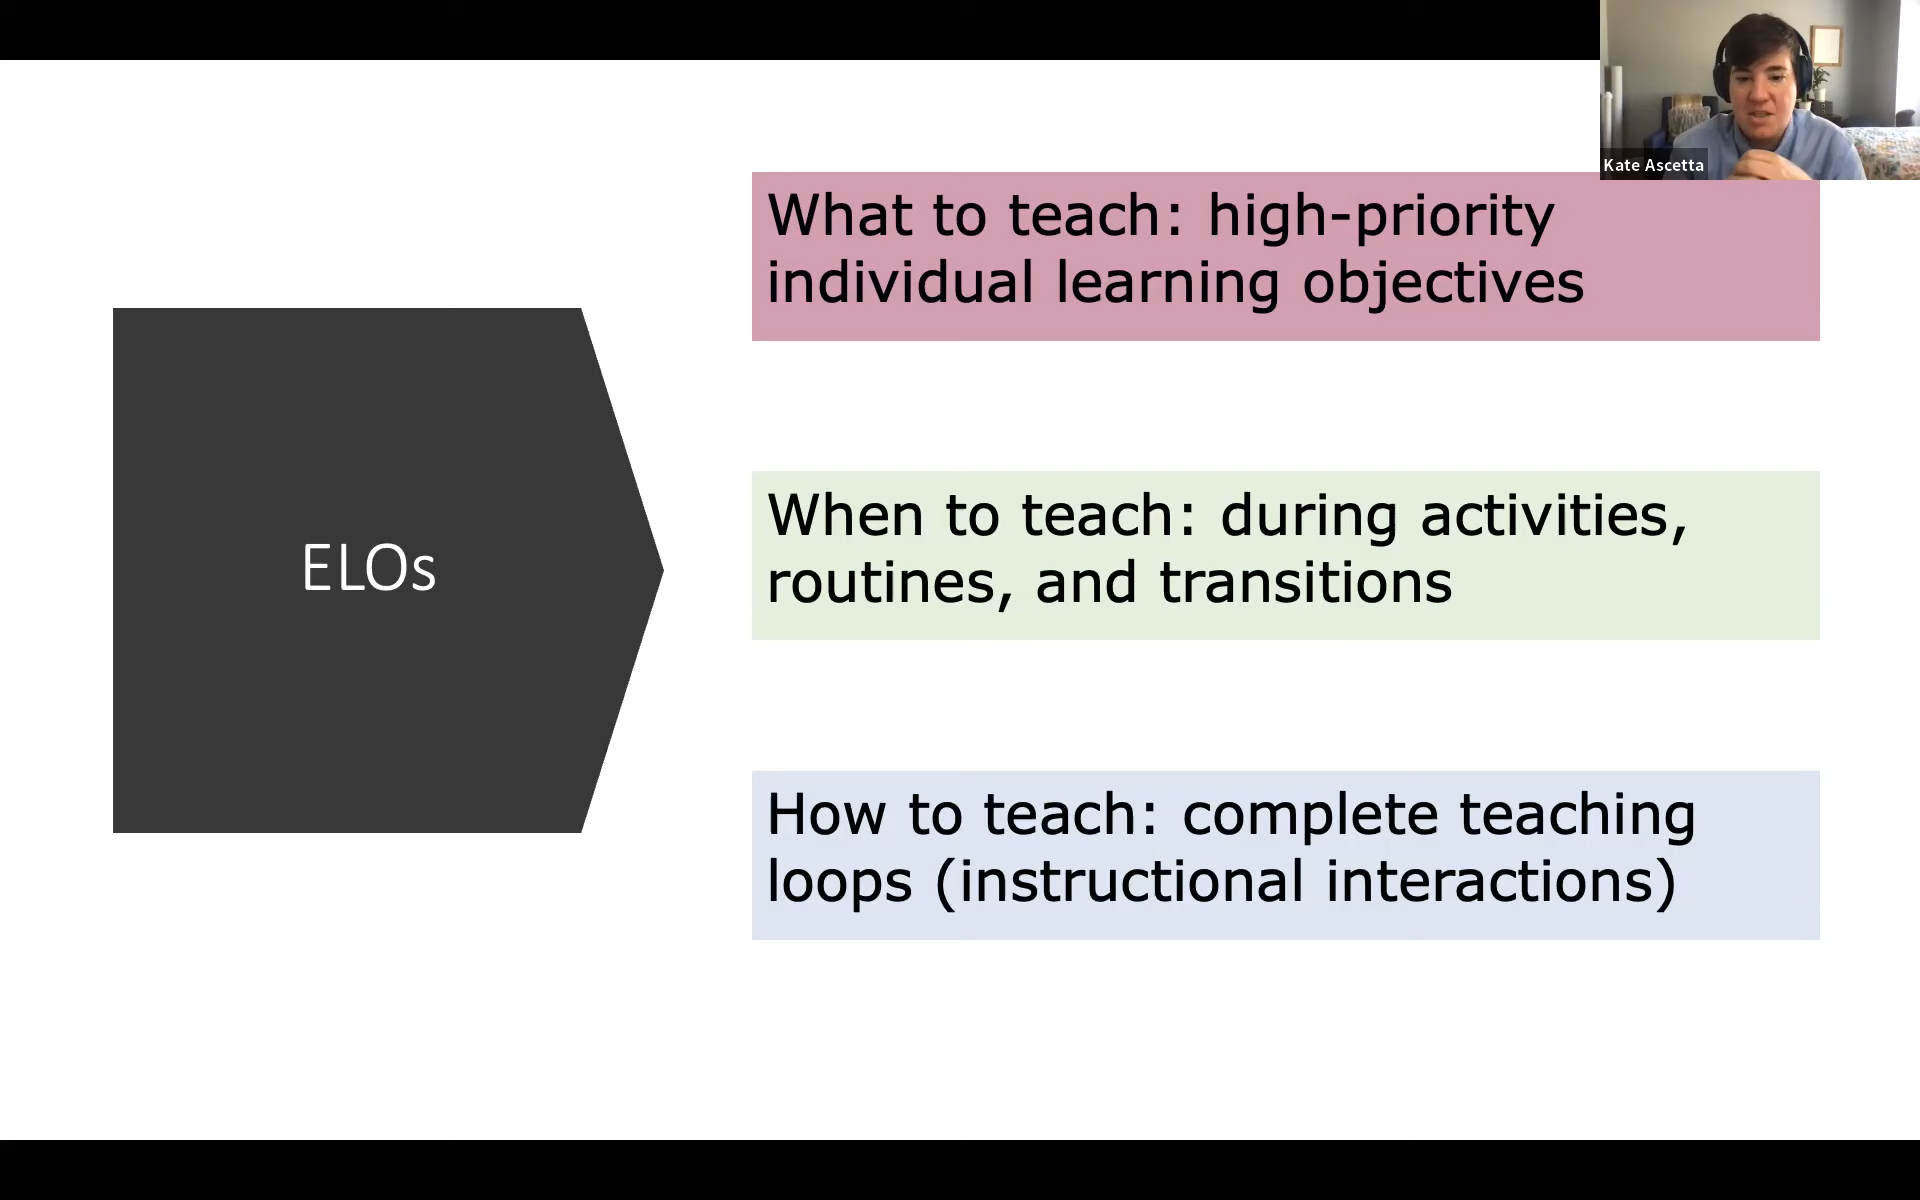 Kate Ascetta
What to teach: high-priority
individual learning objectives
ELOs
When to teach: during activities,
routines, and transitions
How to teach: complete teaching
loops (instructional interactions)